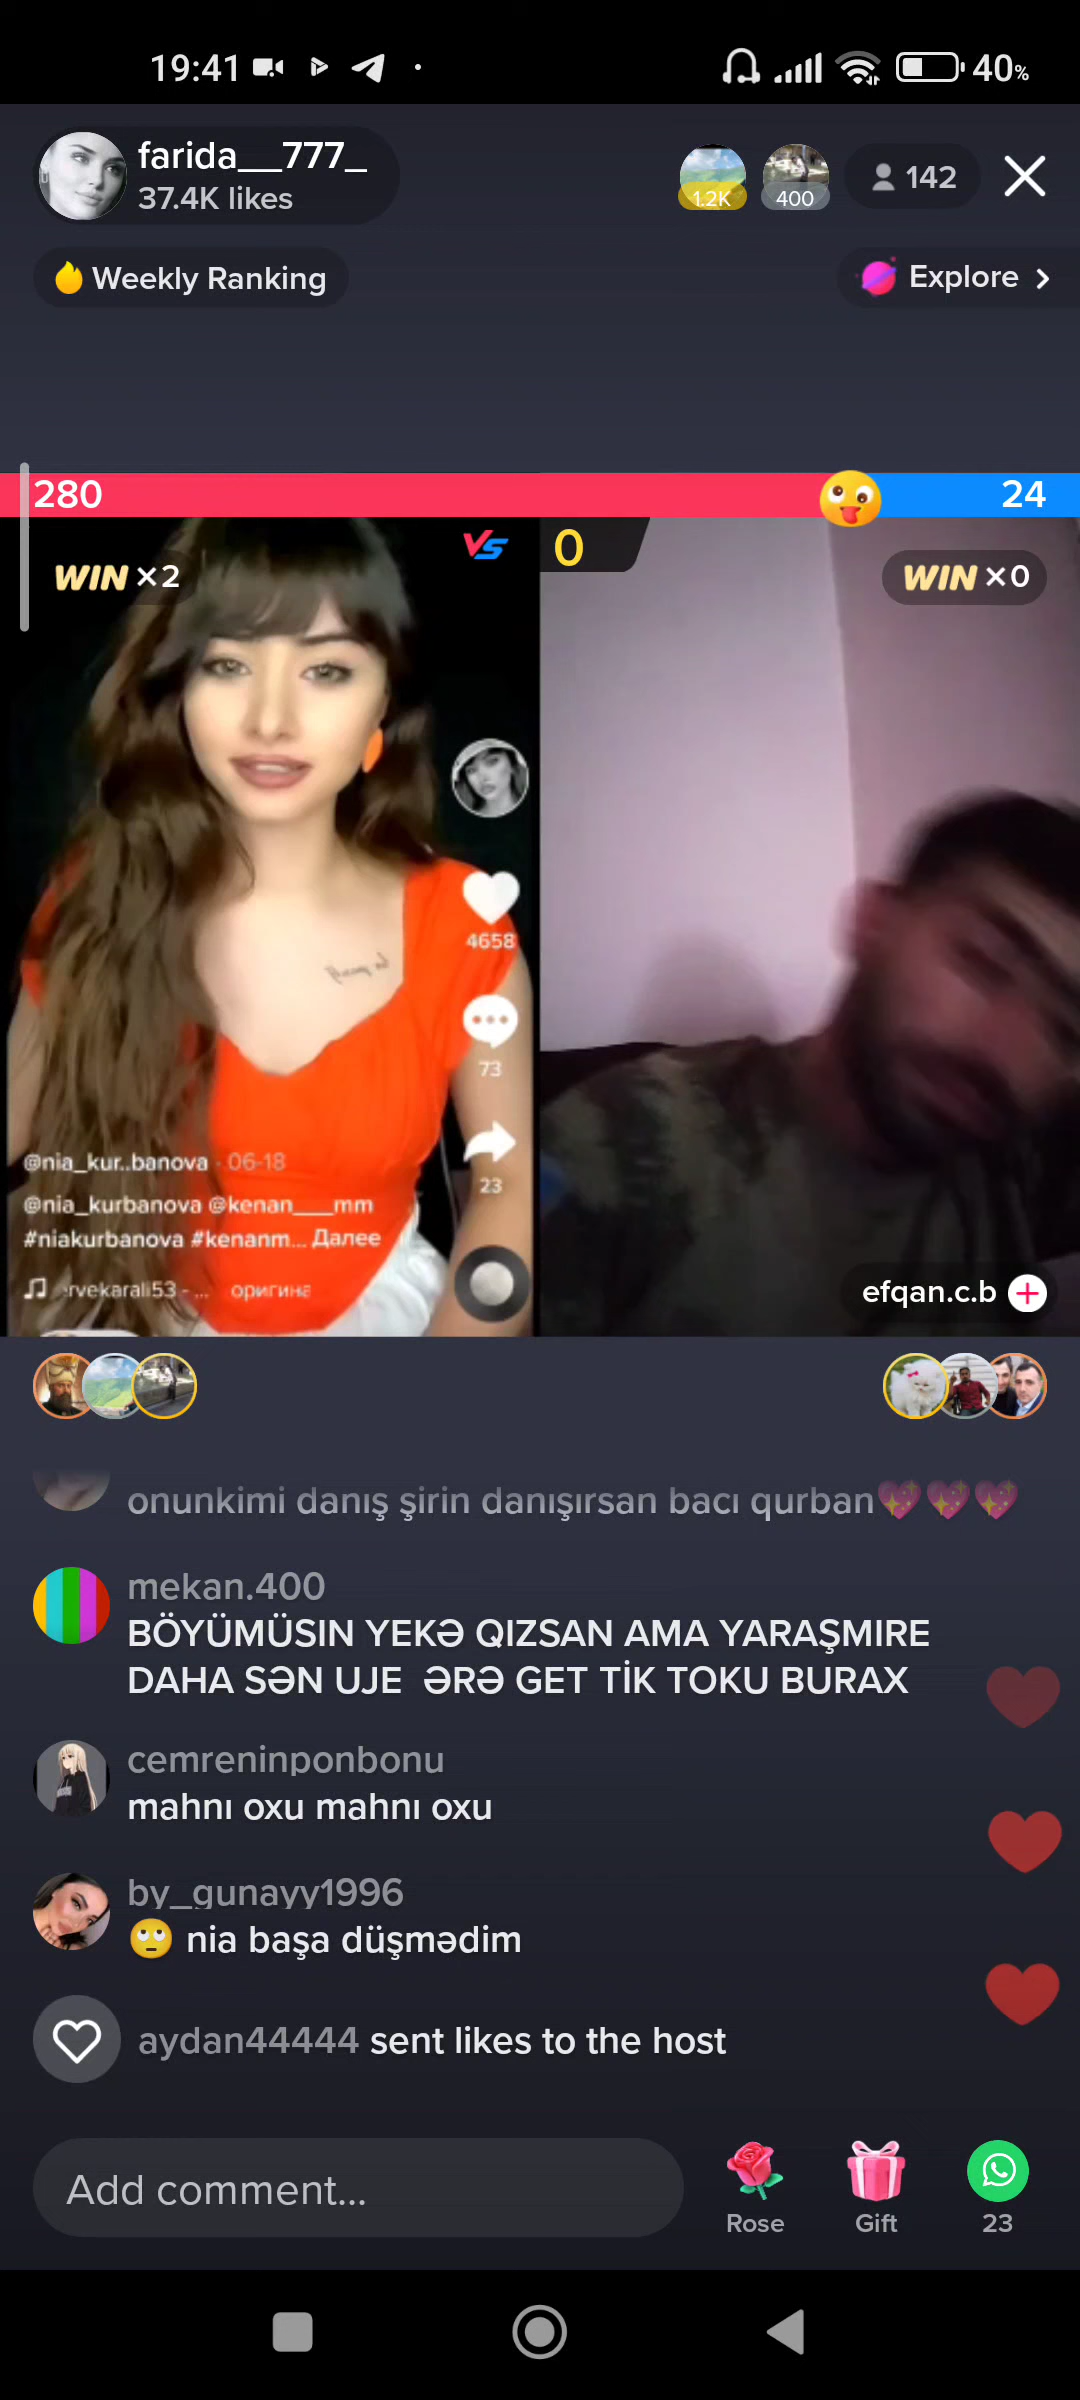 19:41
40%
farida__777_
37.4K likes
1.2K
400
142
Weekly Ranking
Explore
280
24
VS
0
WIN ×2
WIN ×0
4658
73
23
@nia_kur..banova · 06-18
@nia_kurbanova @kenan___mm
#niakurbanova #kenanm... Далее
rvekarali53 - ... оригина
efqan.c.b
onunkimi danış şirin danışırsan bacı qurban💖💖💖
mekan.400
BÖYÜMÜSIN YEKƏ QIZSAN AMA YARAŞMIRE
DAHA SƏN UJE ƏRƏ GET TİK TOKU BURAX
cemreninponbonu
mahnı oxu mahnı oxu
by_gunayy1996
🙄 nia başa düşmədim
aydan44444 sent likes to the host
Add comment...
Rose
Gift
23